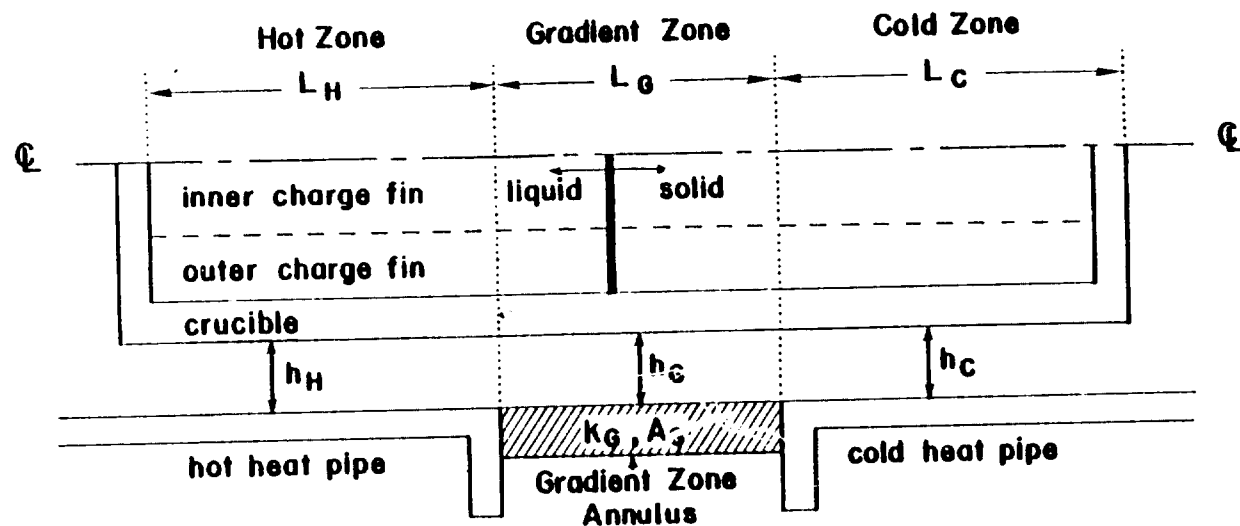 Hot Zone
Gradient Zone
Cold Zone
L H
L G
L C
℄
℄
inner charge fin
liquid
solid
outer charge fin
crucible
h H
h G
h C
K G , A G
hot heat pipe
cold heat pipe
Gradient Zone
Annulus